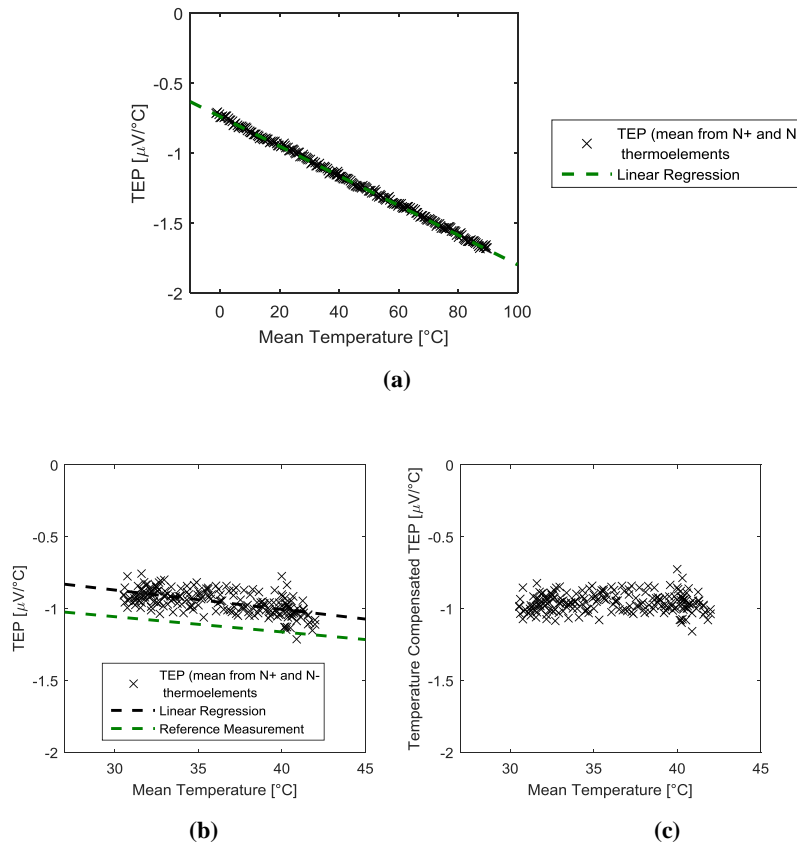 0
-0.5
-1
-1.5
-2
TEP [μV/°C]
0 20 40 60 80 100
Mean Temperature [°C]
TEP (mean from N+ and N
thermoelements
Linear Regression
(a)
0
-0.5
-1
-1.5
-2
TEP [μV/°C]
TEP (mean from N+ and N-
thermoelements
Linear Regression
Reference Measurement
30 35 40 45
Mean Temperature [°C]
(b)
0
-0.5
-1
-1.5
-2
Temperature Compensated TEP [μV/°C]
30 35 40 45
Mean Temperature [°C]
(c)